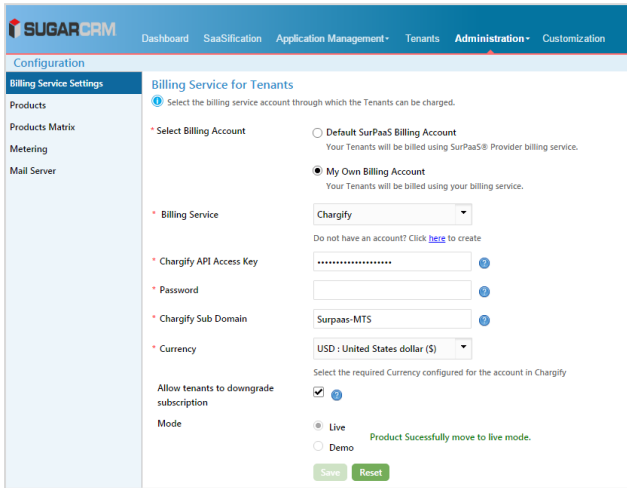 SUGARCRM
Dashboard SaaSification Application Management Tenants Administration Customization
Configuration
Billing Service Settings
Products
Products Matrix
Metering
Mail Server
Billing Service for Tenants
Select the billing service account through which the Tenants can be charged.
* Select Billing Account
Default SurPaaS Billing Account
Your Tenants will be billed using SurPaaS® Provider billing service.
My Own Billing Account
Your Tenants will be billed using your billing service.
* Billing Service
Chargify
Do not have an account? Click here to create
* Chargify API Access Key
••••••••••••••••••••
* Password
* Chargify Sub Domain
Surpaas-MTS
* Currency
USD : United States dollar ($)
Select the required Currency configured for the account in Chargify
Allow tenants to downgrade
subscription
Mode
Live
Demo
Product Sucessfully move to live mode.
Save Reset